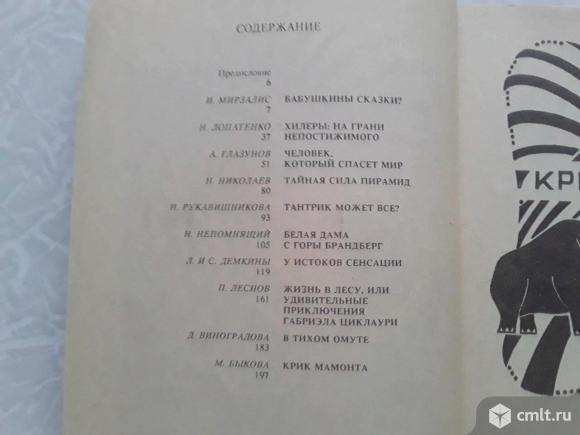 СОДЕРЖАНИЕ
Предисловие
6
И. МИРЗАЛИС БАБУШКИНЫ СКАЗКИ?
7
Н. ЛОПАТЕНКО ХИЛЕРЫ: НА ГРАНИ
37 НЕПОСТИЖИМОГО
А. ГЛАЗУНОВ ЧЕЛОВЕК,
51 КОТОРЫЙ СПАСЕТ МИР
Н. НИКОЛАЕВ ТАЙНАЯ СИЛА ПИРАМИД
80
Н. РУКАВИШНИКОВА ТАНТРИК МОЖЕТ ВСЕ?
93
Н. НЕПОМНЯЩИЙ БЕЛАЯ ДАМА
105 С ГОРЫ БРАНДБЕРГ
Л. И С. ДЕМКИНЫ У ИСТОКОВ СЕНСАЦИИ
119
П. ЛЕСНОВ ЖИЗНЬ В ЛЕСУ, ИЛИ
161 УДИВИТЕЛЬНЫЕ
ПРИКЛЮЧЕНИЯ
ГАБРИЭЛА ЦИКЛАУРИ
Д. ВИНОГРАДОВА В ТИХОМ ОМУТЕ
183
М. БЫКОВА КРИК МАМОНТА
197
КРИ
cmlt.ru